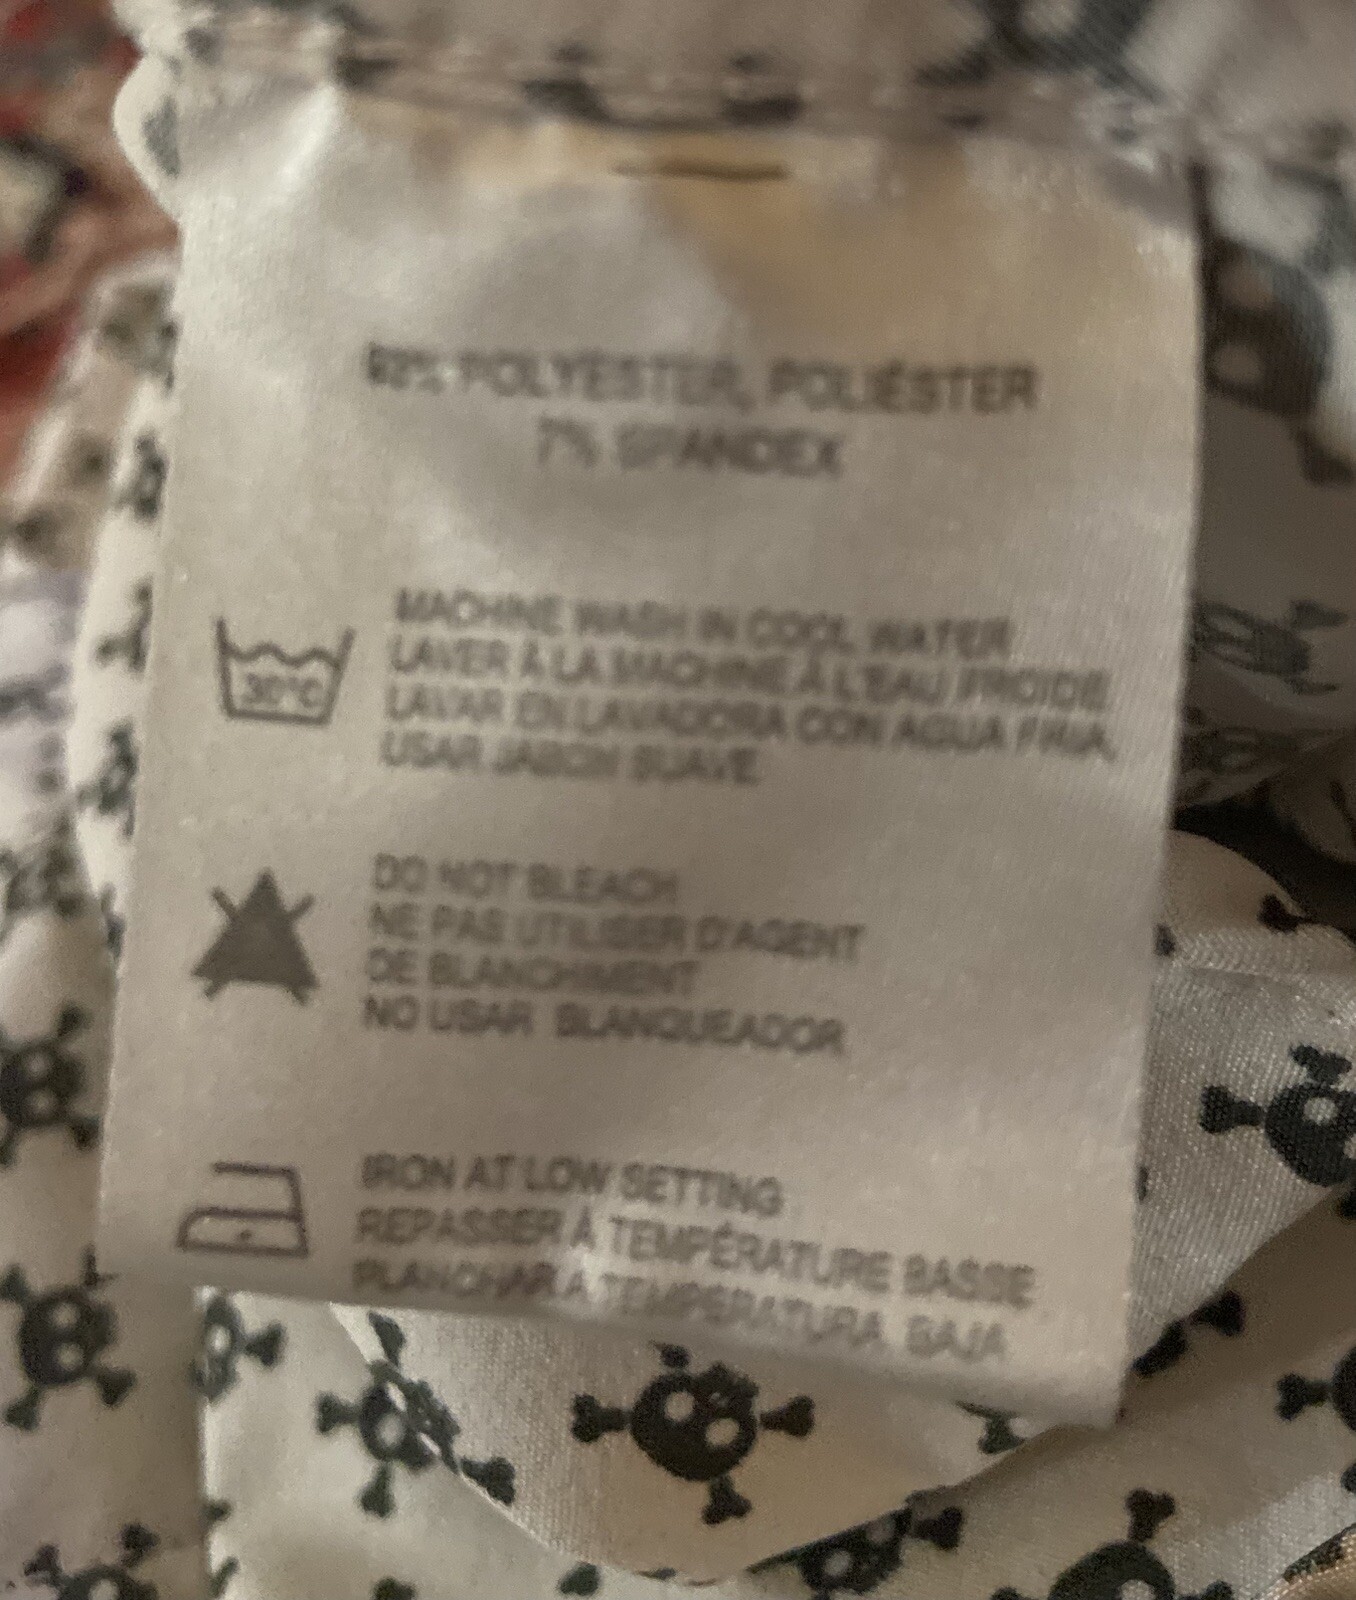 POLYESTER, POLIÉSTER
7% SPANDEX
30°C
MACHINE WASH IN COOL WATER
LAVER À LA MACHINE À L'EAU FROIDE
LAVAR EN LAVADORA CON AGUA FRIA,
USAR JABON SUAVE
DO NOT BLEACH
NE PAS UTILISER D'AGENT
DE BLANCHIMENT
NO USAR BLANQUEADOR
IRON AT LOW SETTING
REPASSER À TEMPÉRATURE BASSE
PLANCHAR A TEMPERATURA BAJA